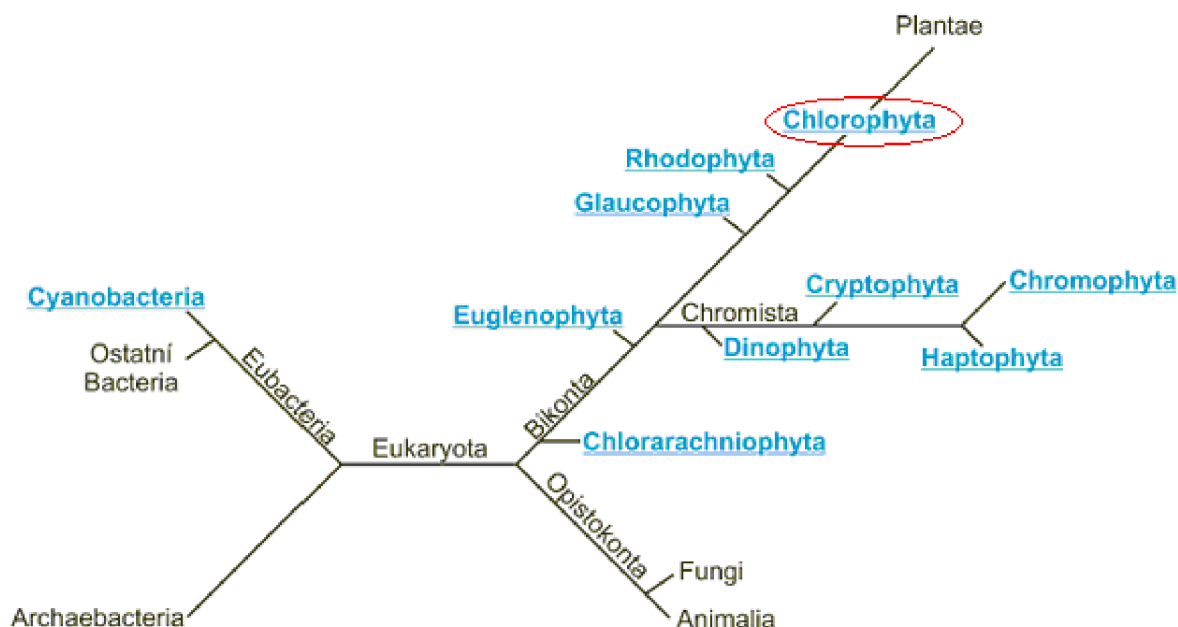 Plantae
Chlorophyta
Rhodophyta
Glaucophyta
Cyanobacteria
Euglenophyta
Chromista
Cryptophyta
Chromophyta
Dinophyta
Haptophyta
Ostatní
Bacteria
Eubacteria
Eukaryota
Bikonta
Chlorarachniophyta
Opistokonta
Fungi
Archaebacteria
Animalia